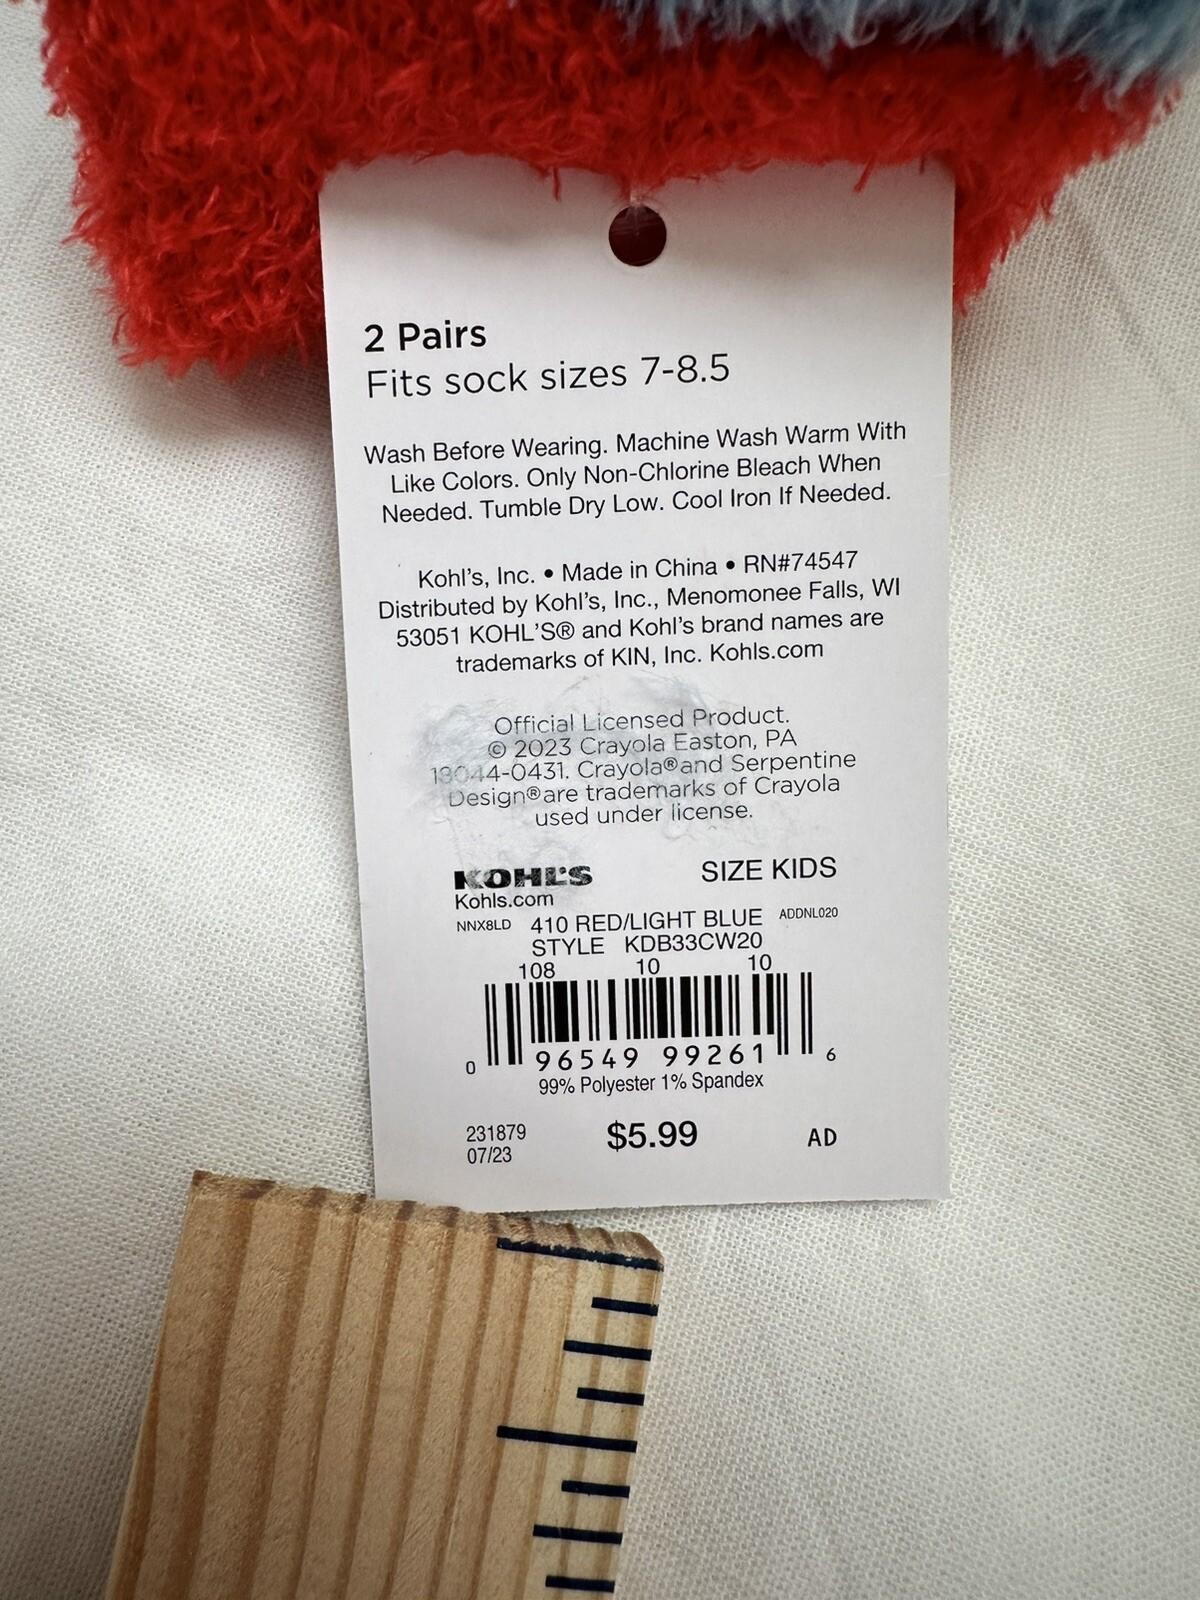 2 Pairs
Fits sock sizes 7-8.5
Wash Before Wearing. Machine Wash Warm With
Like Colors. Only Non-Chlorine Bleach When
Needed. Tumble Dry Low. Cool Iron If Needed.
Kohl's, Inc. • Made in China • RN#74547
Distributed by Kohl's, Inc., Menomonee Falls, WI
53051 KOHL'S® and Kohl's brand names are
trademarks of KIN, Inc. Kohls.com
Official Licensed Product.
© 2023 Crayola Easton, PA
18044-0431. Crayola® and Serpentine
Design® are trademarks of Crayola
used under license.
KOHL'S SIZE KIDS
Kohls.com
NNX8LD 410 RED/LIGHT BLUE ADDNL020
STYLE KDB33CW20
108 10 10
0 96549 99261 6
99% Polyester 1% Spandex
231879 $5.99 AD
07/23